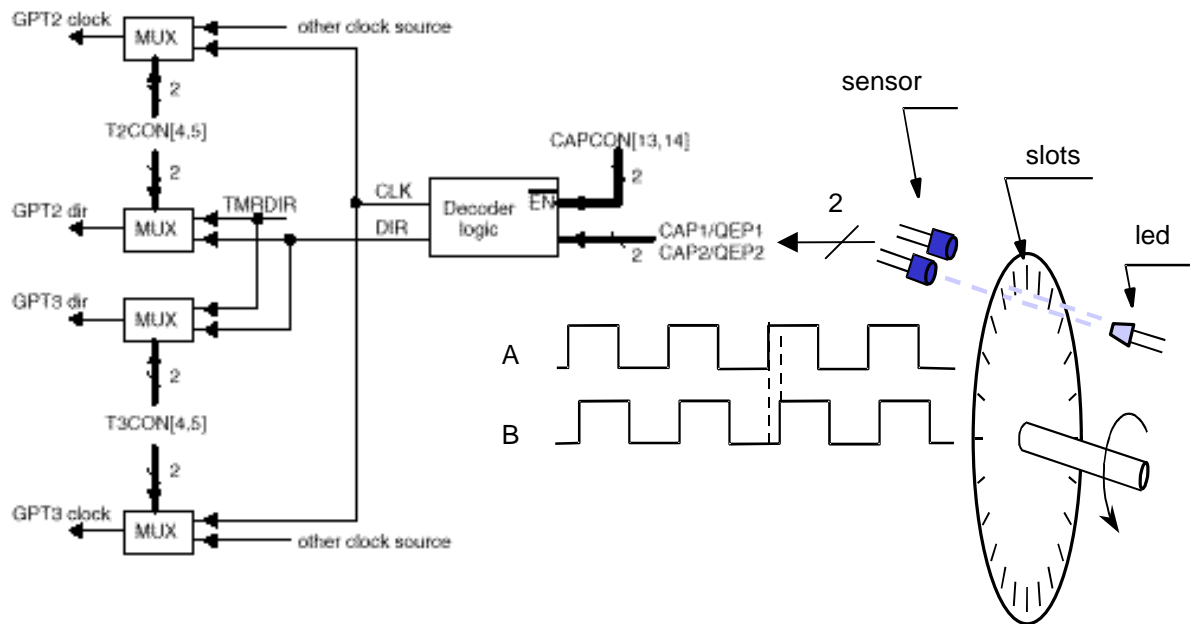 GPT2 clock
MUX
other clock source
2
T2CON[4,5]
2
GPT2 dir
MUX
TMRDIR
CLK
DIR
Decoder
logic
EN
CAPCON[13,14]
2
CAP1/QEP1
CAP2/QEP2
2
GPT3 dir
MUX
2
T3CON[4,5]
2
GPT3 clock
MUX
other clock source
sensor
slots
2
led
A
B